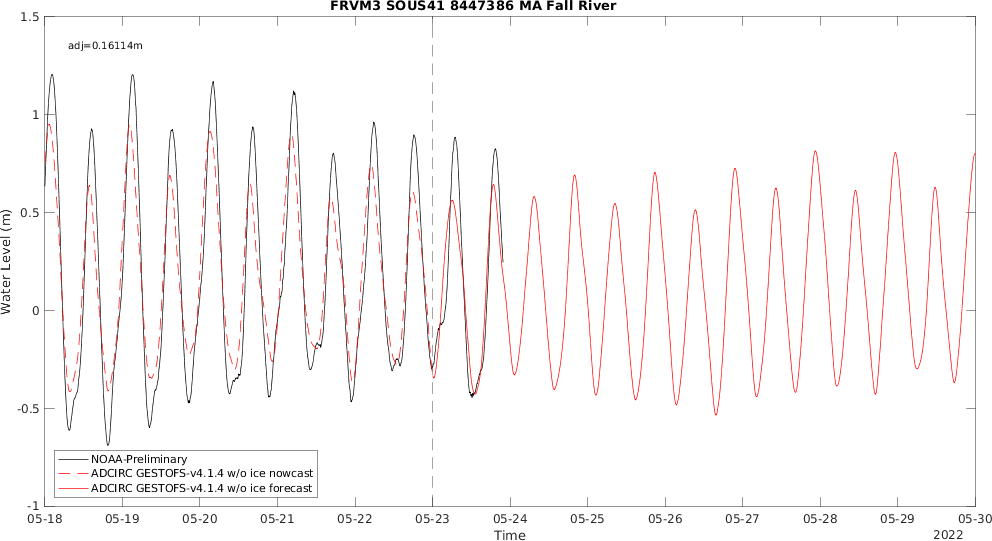 FRVM3 SOUS41 8447386 MA Fall River
adj=0.16114m
1.5
1
0.5
0
-0.5
-1
Water Level (m)
NOAA-Preliminary
ADCIRC GESTOFS-v4.1.4 w/o ice nowcast
ADCIRC GESTOFS-v4.1.4 w/o ice forecast
05-18 05-19 05-20 05-21 05-22 05-23 05-24 05-25 05-26 05-27 05-28 05-29 05-30
Time
2022